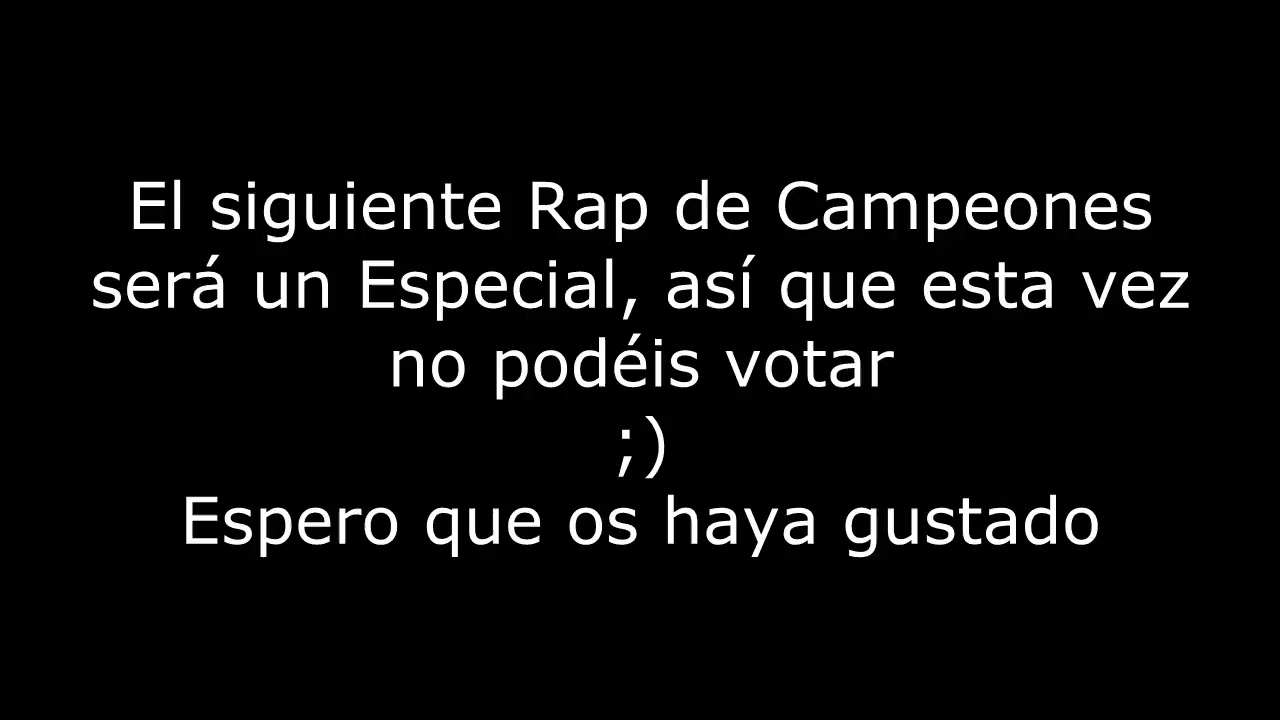 El siguiente Rap de Campeones
será un Especial, así que esta vez
no podéis votar
;)
Espero que os haya gustado